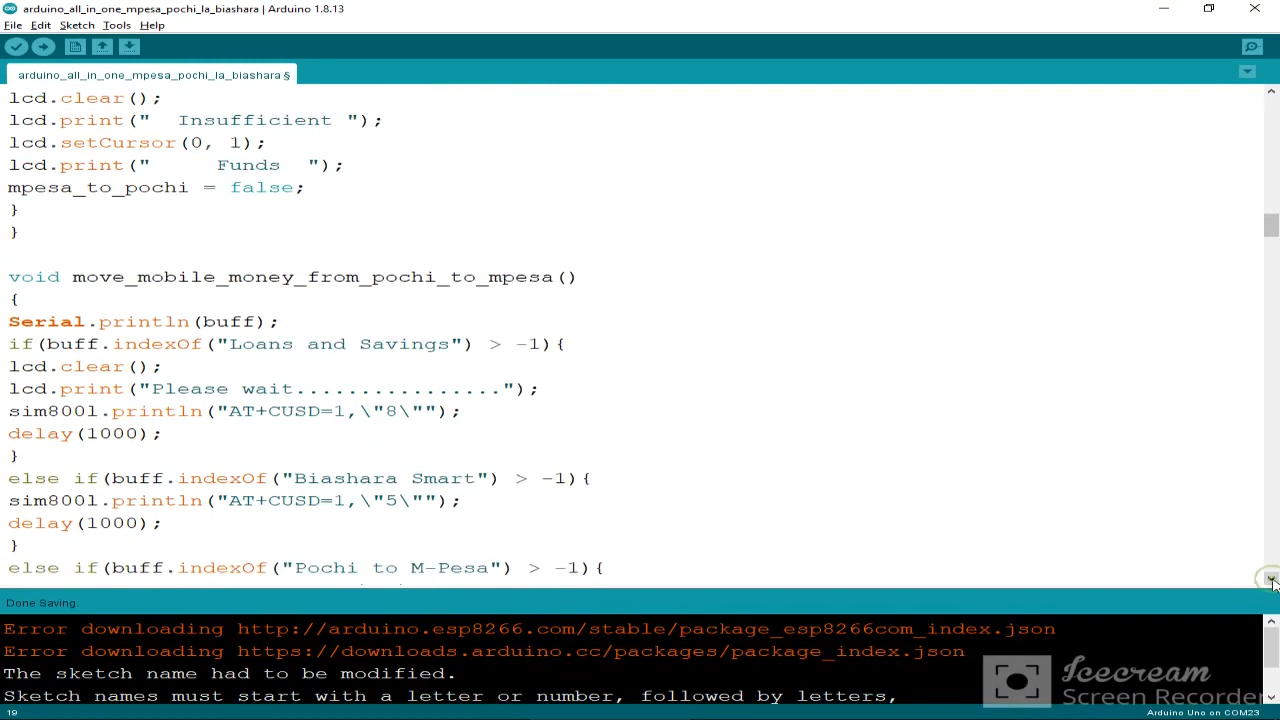 arduino_all_in_one_mpesa_pochi_la_biashara | Arduino 1.8.13
File Edit Sketch Tools Help
arduino_all_in_one_mpesa_pochi_la_biashara §
lcd.clear();
lcd.print("  Insufficient ");
lcd.setCursor(0, 1);
lcd.print("     Funds  ");
mpesa_to_pochi = false;
}
}
void move_mobile_money_from_pochi_to_mpesa()
{
Serial.println(buff);
if(buff.indexOf("Loans and Savings") > -1){
lcd.clear();
lcd.print("Please wait................");
sim800l.println("AT+CUSD=1,\"8\"");
delay(1000);
}
else if(buff.indexOf("Biashara Smart") > -1){
sim800l.println("AT+CUSD=1,\"5\"");
delay(1000);
}
else if(buff.indexOf("Pochi to M-Pesa") > -1){
Done Saving.
Error downloading http://arduino.esp8266.com/stable/package_esp8266com_index.json
Error downloading https://downloads.arduino.cc/packages/package_index.json
The sketch name had to be modified.
Sketch names must start with a letter or number, followed by letters,
Icecream
Screen Recorder
19
Arduino Uno on COM23